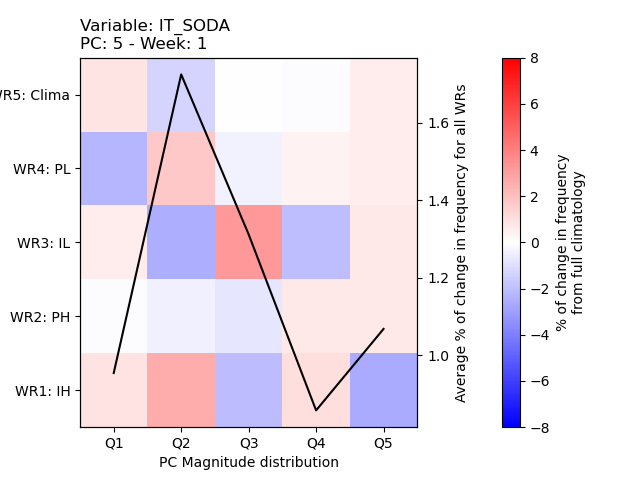 Variable: IT_SODA
PC: 5 - Week: 1
WR5: Clima
WR4: PL
WR3: IL
WR2: PH
WR1: IH
Q1 Q2 Q3 Q4 Q5
PC Magnitude distribution
1.6
1.4
1.2
1.0
Average % of change in frequency for all WRs
8
6
4
2
0
−2
−4
−6
−8
% of change in frequency
from full climatology